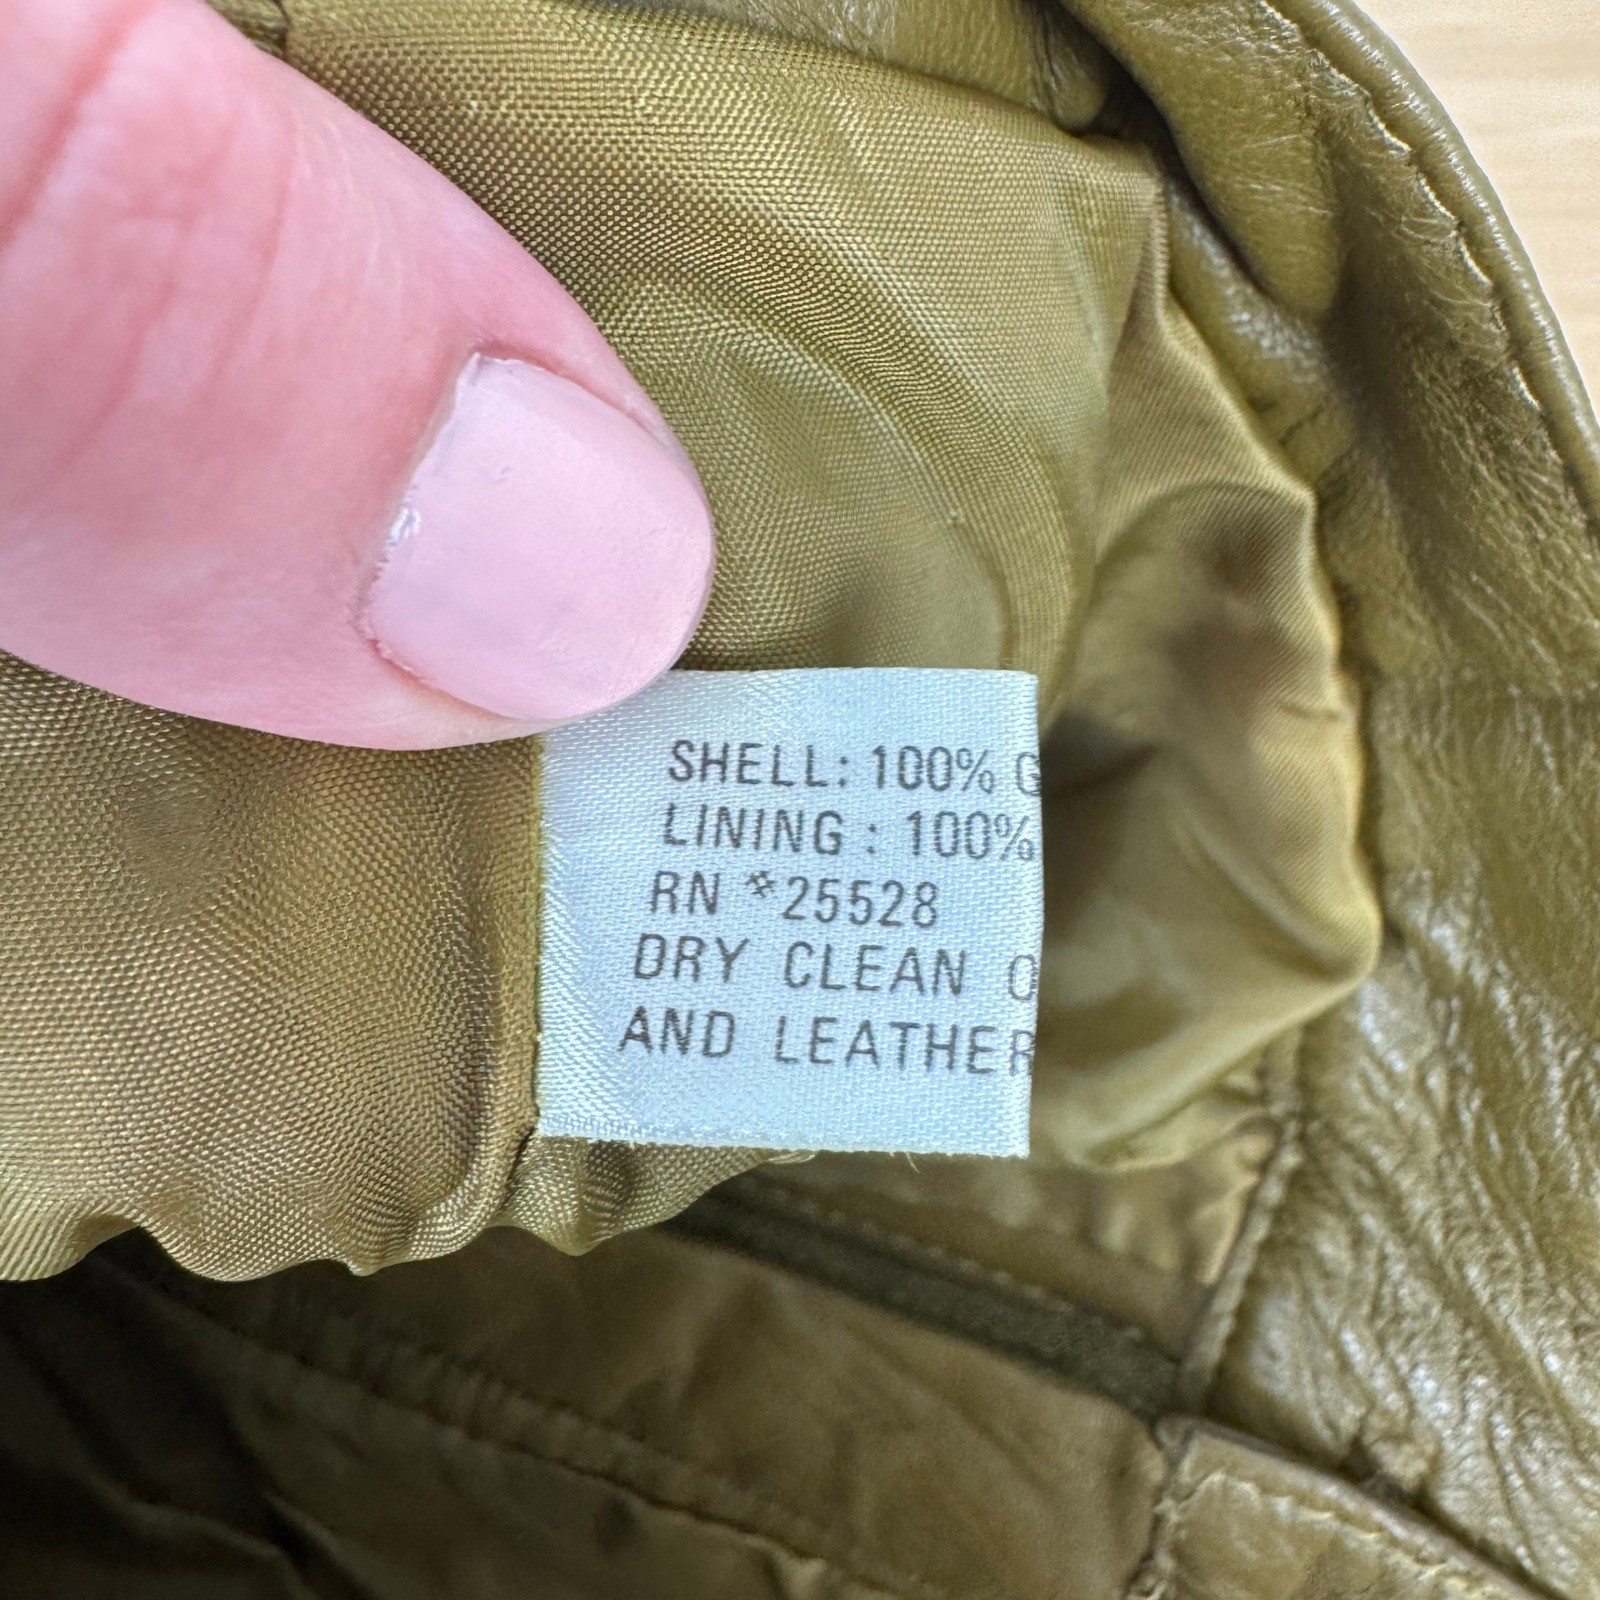 SHELL: 100% G
LINING : 100%
RN #25528
DRY CLEAN O
AND LEATHER